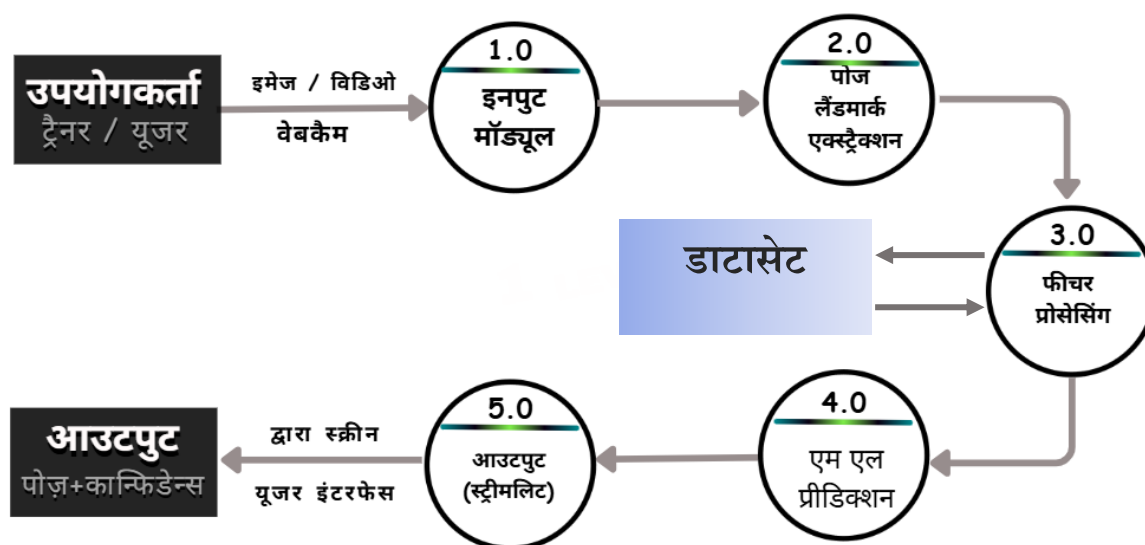 उपयोगकर्ता
ट्रैनर / यूजर
इमेज / विडिओ
वेबकैम
1.0
इनपुट
मॉड्यूल
2.0
पोज
लैंडमार्क
एक्स्ट्रैक्शन
3.0
फीचर
प्रोसेसिंग
डाटासेट
4.0
एम एल
प्रीडिक्शन
5.0
आउटपुट
(स्ट्रीमलिट)
द्वारा स्क्रीन
यूजर इंटरफेस
आउटपुट
पोज़+कान्फिडेन्स